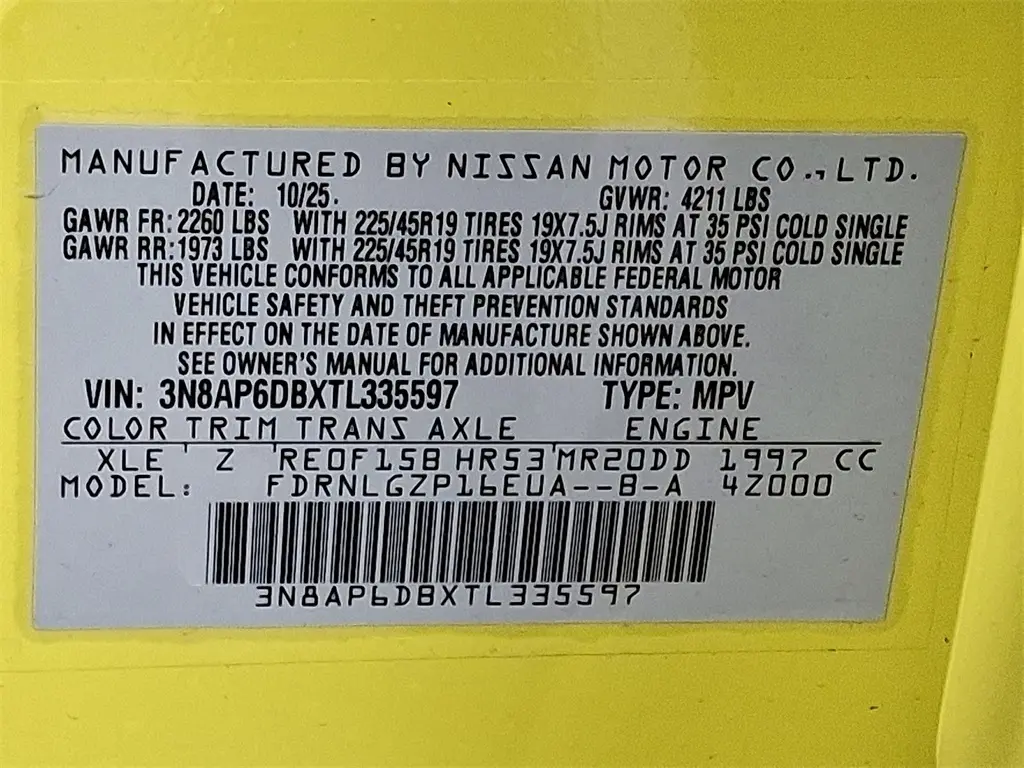 MANUFACTURED BY NISSAN MOTOR CO.,LTD.
DATE: 10/25. GVWR: 4211 LBS
GAWR FR: 2260 LBS WITH 225/45R19 TIRES 19X7.5J RIMS AT 35 PSI COLD SINGLE
GAWR RR: 1973 LBS WITH 225/45R19 TIRES 19X7.5J RIMS AT 35 PSI COLD SINGLE
THIS VEHICLE CONFORMS TO ALL APPLICABLE FEDERAL MOTOR
VEHICLE SAFETY AND THEFT PREVENTION STANDARDS
IN EFFECT ON THE DATE OF MANUFACTURE SHOWN ABOVE.
SEE OWNER'S MANUAL FOR ADDITIONAL INFORMATION.
VIN: 3N8AP6DBXTL335597 TYPE: MPV
COLOR TRIM TRANS AXLE ENGINE
XLE Z RE0F15B HR53 MR20DD 1997 CC
MODEL: FDRNLGZP16EUA--B-A 4Z000
3N8AP6DBXTL335597